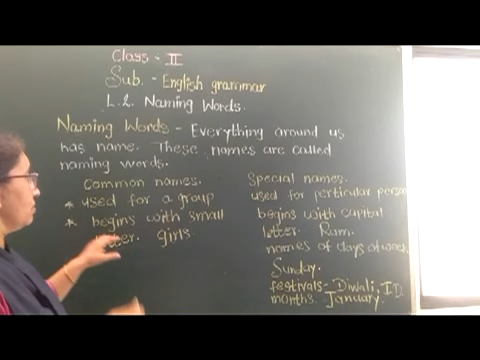 Class:- II
Sub. - English grammar
L.2. Naming Words.
Naming Words - Everything around us
has name. These names are called
naming words.
Common names.
* used for a group
* begins with small
letter. girls
Special names.
used for perticular person
begins with capital
letter. Ram.
names of days of week
Sunday.
festivals- Diwali, ID.
months. January.